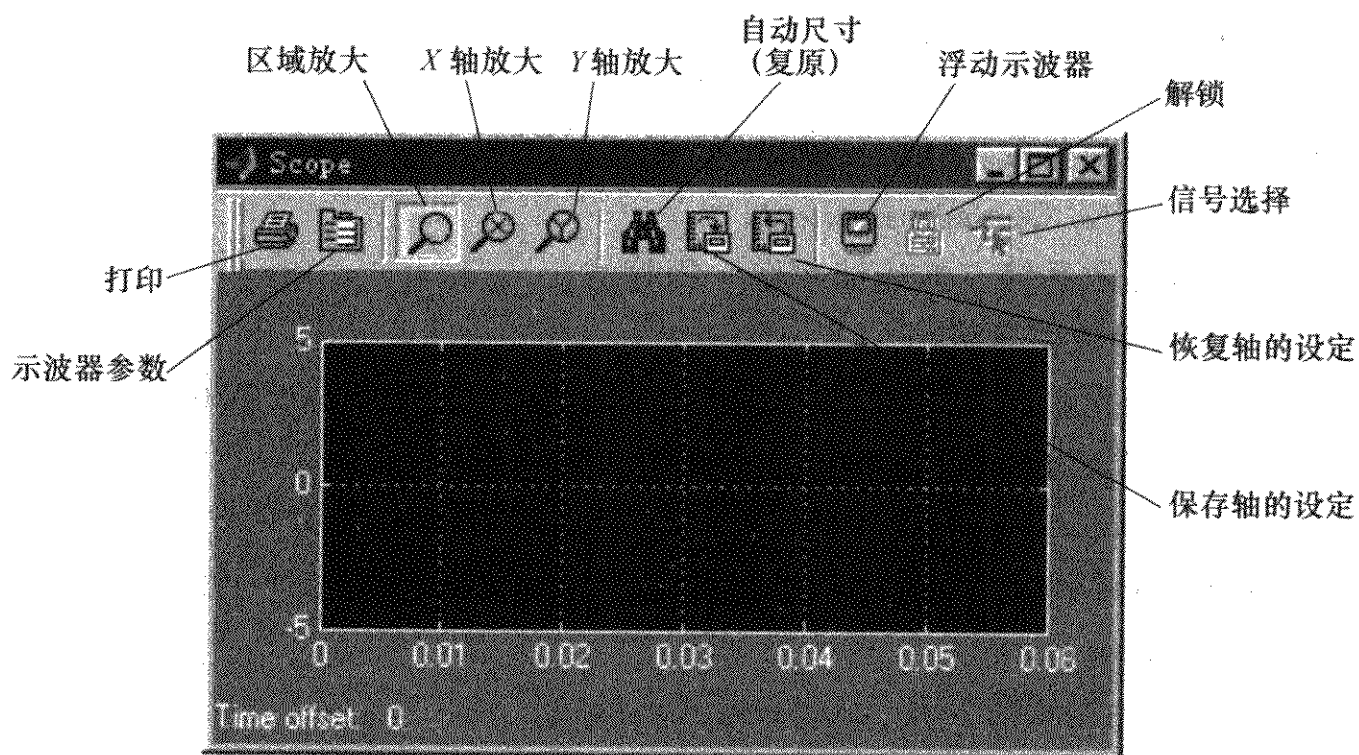 自动尺寸
(复原)
区域放大
X 轴放大
Y轴放大
浮动示波器
解锁
Scope
信号选择
打印
示波器参数
恢复轴的设定
保存轴的设定
5
0
-5
0
0.01
0.02
0.03
0.04
0.05
0.06
Time offset: 0